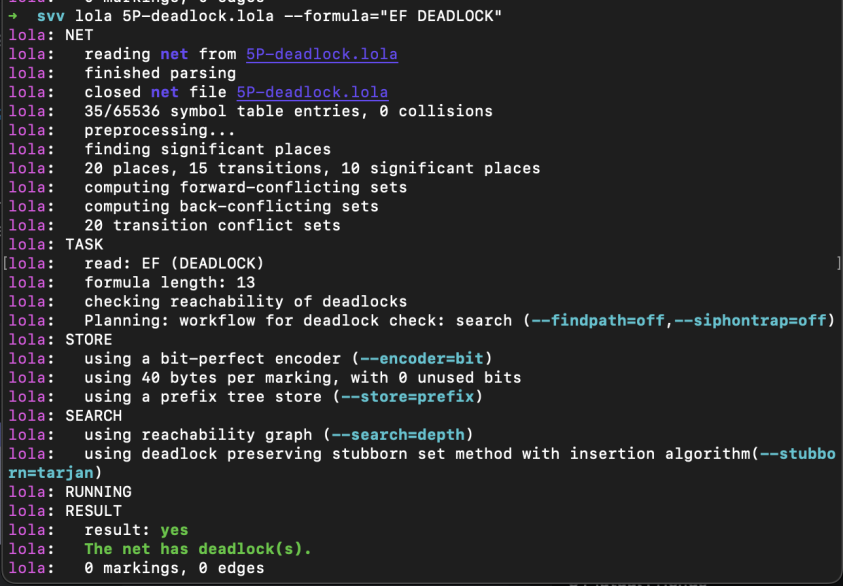 ➜  svv lola 5P-deadlock.lola --formula="EF DEADLOCK"
lola: NET
lola:   reading net from 5P-deadlock.lola
lola:   finished parsing
lola:   closed net file 5P-deadlock.lola
lola:   35/65536 symbol table entries, 0 collisions
lola:   preprocessing...
lola:   finding significant places
lola:   20 places, 15 transitions, 10 significant places
lola:   computing forward-conflicting sets
lola:   computing back-conflicting sets
lola:   20 transition conflict sets
lola: TASK
[lola:   read: EF (DEADLOCK) ]
lola:   formula length: 13
lola:   checking reachability of deadlocks
lola:   Planning: workflow for deadlock check: search (--findpath=off,--siphontrap=off)
lola: STORE
lola:   using a bit-perfect encoder (--encoder=bit)
lola:   using 40 bytes per marking, with 0 unused bits
lola:   using a prefix tree store (--store=prefix)
lola: SEARCH
lola:   using reachability graph (--search=depth)
lola:   using deadlock preserving stubborn set method with insertion algorithm(--stubbo
rn=tarjan)
lola: RUNNING
lola: RESULT
lola:   result: yes
lola:   The net has deadlock(s).
lola:   0 markings, 0 edges